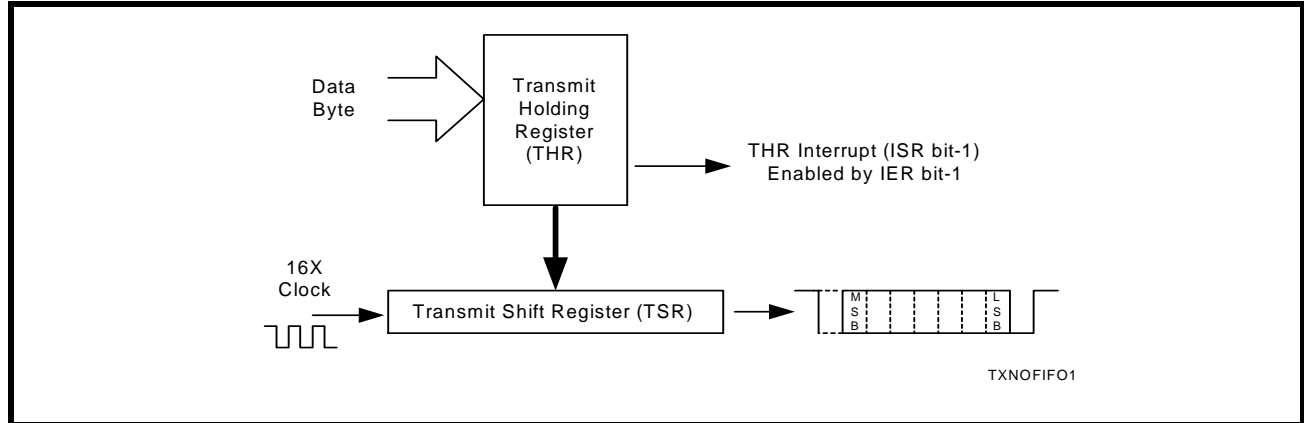 Data
Byte
Transmit
Holding
Register
(THR)
THR Interrupt (ISR bit-1)
Enabled by IER bit-1
16X
Clock
Transmit Shift Register (TSR)
M
S
B
L
S
B
TXNOFIFO1